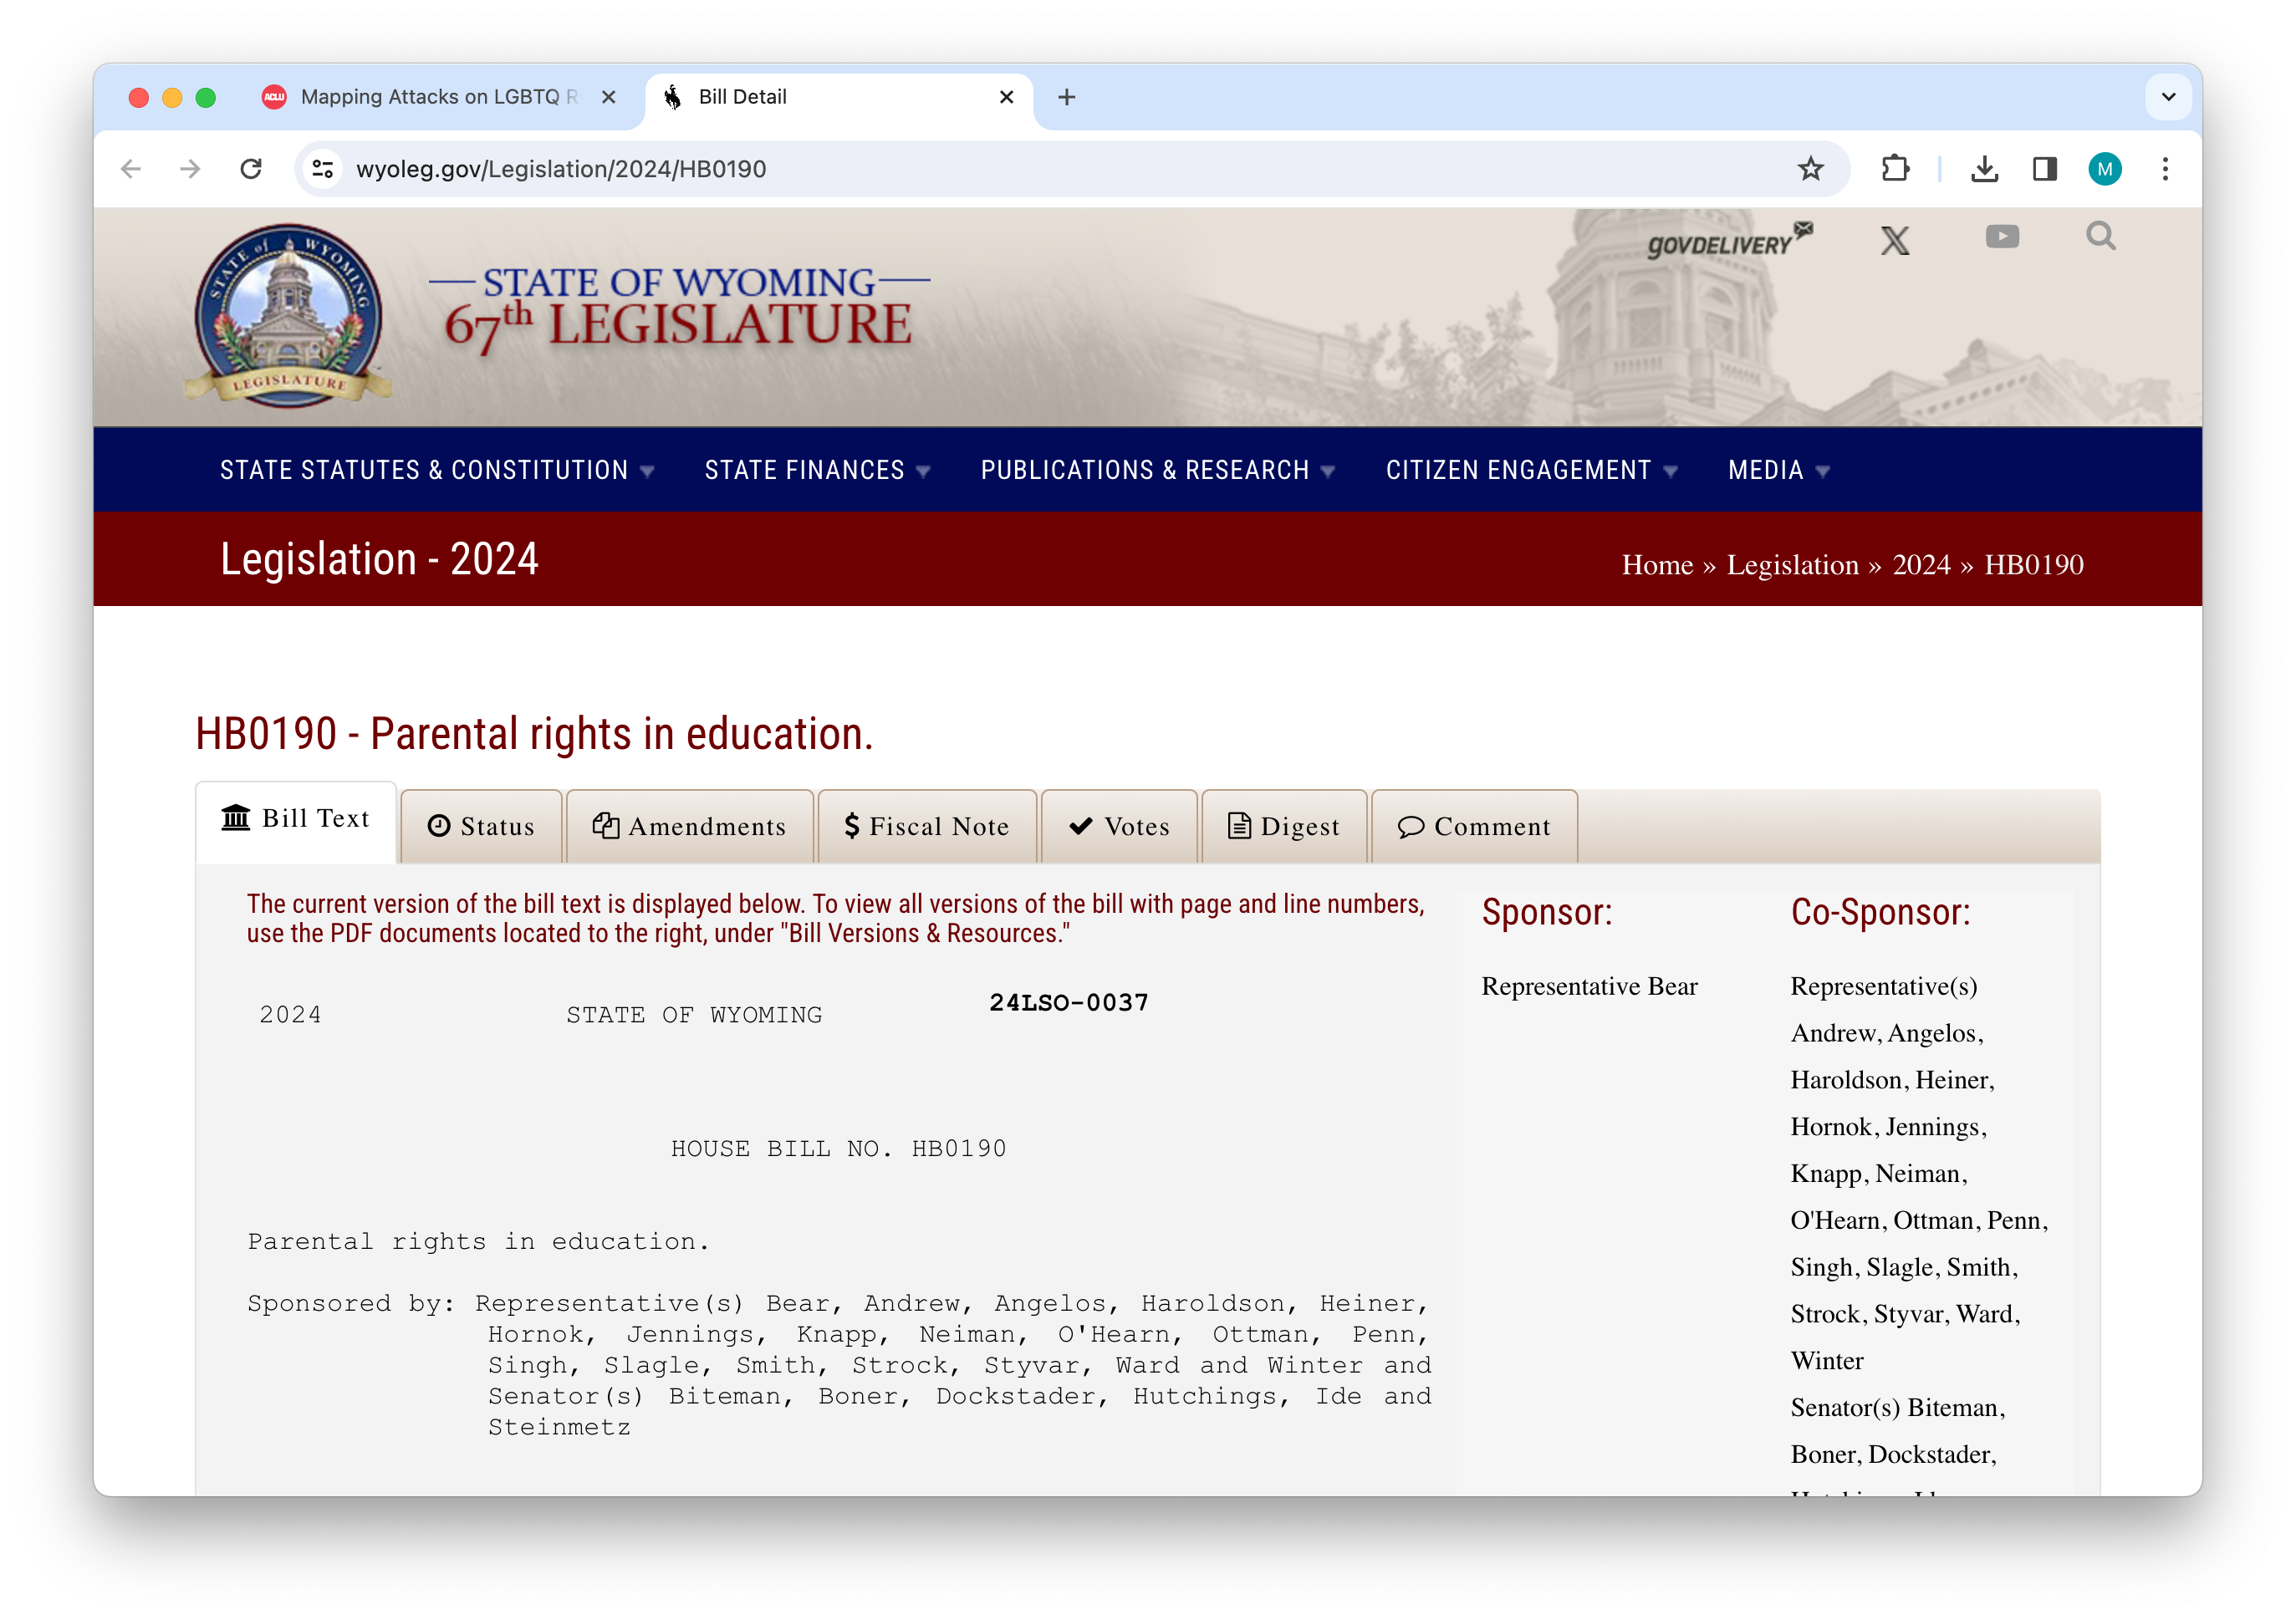 ACLU Mapping Attacks on LGBTQ R
Bill Detail
wyoleg.gov/Legislation/2024/HB0190
M
STATE of WYOMING
LEGISLATURE
STATE OF WYOMING
67th LEGISLATURE
GOVDELIVERY
STATE STATUTES & CONSTITUTION
STATE FINANCES
PUBLICATIONS & RESEARCH
CITIZEN ENGAGEMENT
MEDIA
Legislation - 2024
Home » Legislation » 2024 » HB0190
HB0190 - Parental rights in education.
Bill Text
Status
Amendments
Fiscal Note
Votes
Digest
Comment
The current version of the bill text is displayed below. To view all versions of the bill with page and line numbers,
use the PDF documents located to the right, under "Bill Versions & Resources."
2024 STATE OF WYOMING 24LSO-0037
HOUSE BILL NO. HB0190
Parental rights in education.
Sponsored by: Representative(s) Bear, Andrew, Angelos, Haroldson, Heiner,
Hornok, Jennings, Knapp, Neiman, O'Hearn, Ottman, Penn,
Singh, Slagle, Smith, Strock, Styvar, Ward and Winter and
Senator(s) Biteman, Boner, Dockstader, Hutchings, Ide and
Steinmetz
Sponsor:
Representative Bear
Co-Sponsor:
Representative(s)
Andrew, Angelos,
Haroldson, Heiner,
Hornok, Jennings,
Knapp, Neiman,
O'Hearn, Ottman, Penn,
Singh, Slagle, Smith,
Strock, Styvar, Ward,
Winter
Senator(s) Biteman,
Boner, Dockstader,